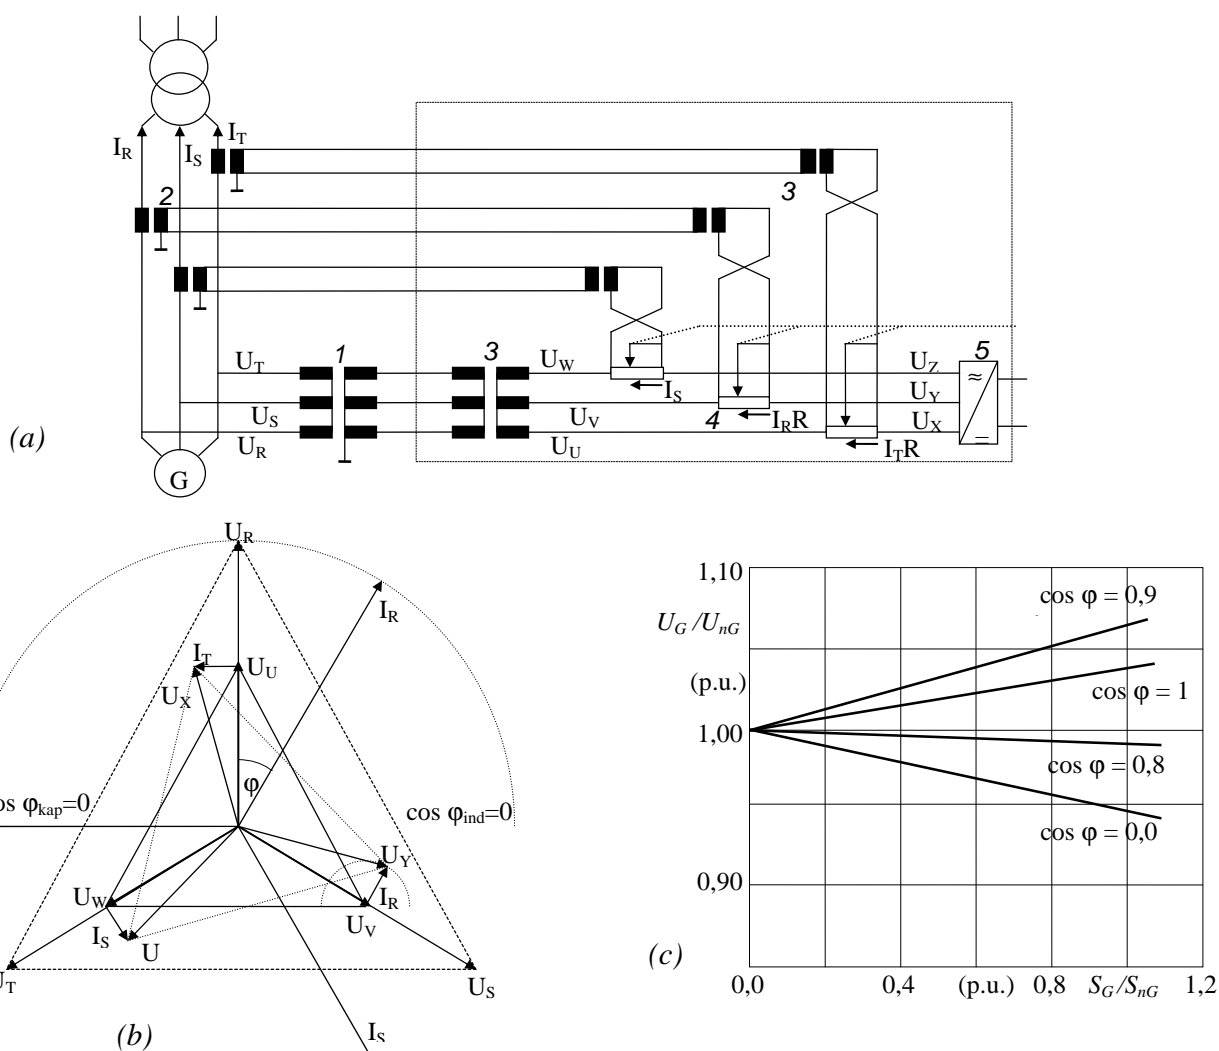 I_T
I_R
I_S
2
3
1
3
5
U_T
U_W
U_Z
≈
I_S
U_Y
U_S
U_V
4
I_RR
U_X
=
(a)
U_R
U_U
I_TR
G
U_R
1,10
cos φ = 0,9
I_R
U_G/U_nG
I_T
U_U
U_X
(p.u.)
cos φ = 1
1,00
φ
cos φ = 0,8
os φ_kap=0
cos φ_ind=0
cos φ = 0,0
U_Y
0,90
U_W
I_R
U_V
I_S
U
(c)
U_T
U_S
0,0
0,4
(p.u.)
0,8
S_G/S_nG
1,2
(b)
I_S